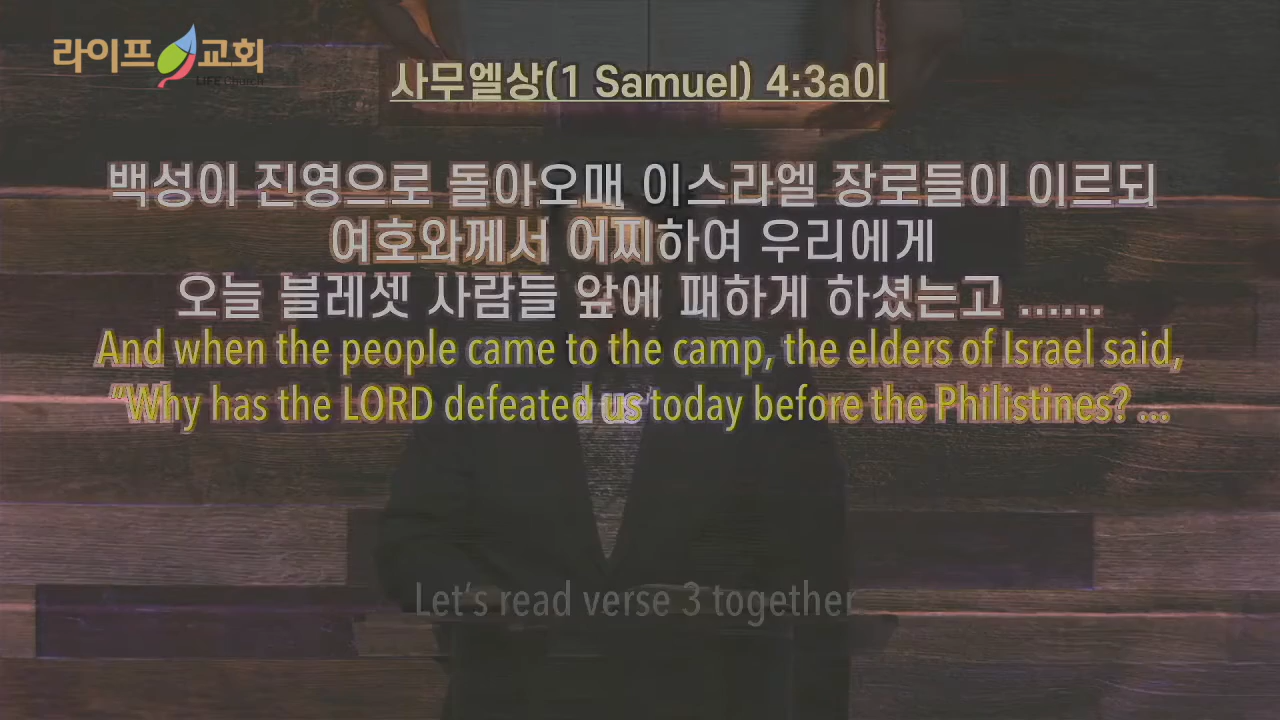 라이프 교회
LIFE Church
사무엘상(1 Samuel) 4:3a이
백성이 진영으로 돌아오매 이스라엘 장로들이 이르되
여호와께서 어찌하여 우리에게
오늘 블레셋 사람들 앞에 패하게 하셨는고 ......
And when the people came to the camp, the elders of Israel said,
"Why has the LORD defeated us today before the Philistines? ...
Let's read verse 3 together